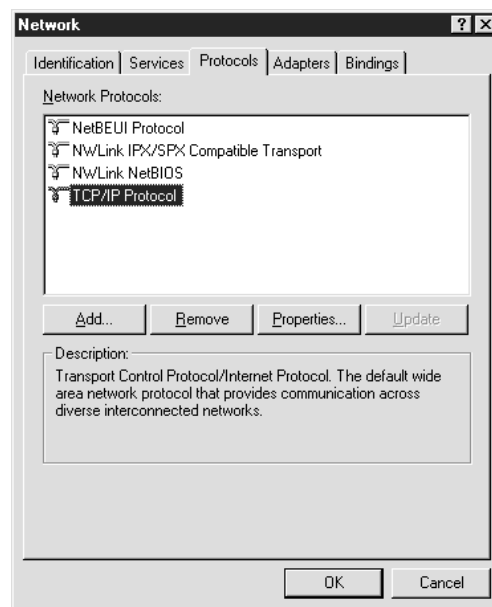 Network
Identification Services Protocols Adapters Bindings
Network Protocols:
NetBEUI Protocol
NWLink IPX/SPX Compatible Transport
NWLink NetBIOS
TCP/IP Protocol
Add... Remove Properties... Update
Description:
Transport Control Protocol/Internet Protocol. The default wide
area network protocol that provides communication across
diverse interconnected networks.
OK Cancel